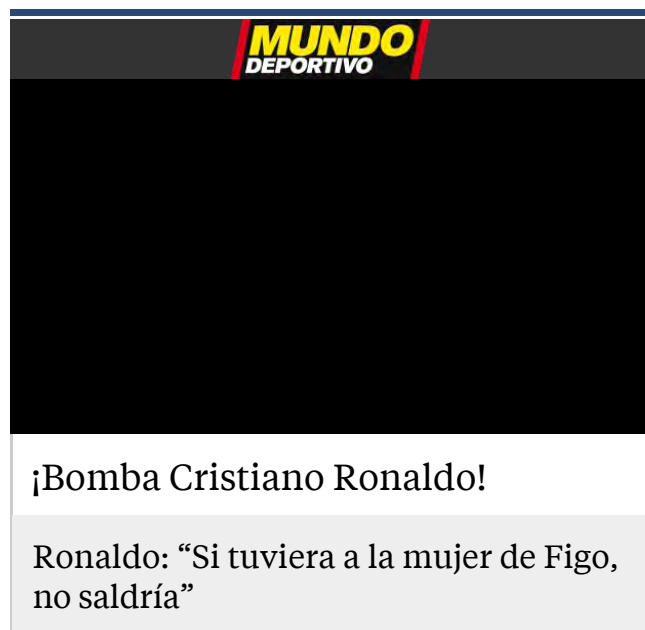 MUNDO
DEPORTIVO
¡Bomba Cristiano Ronaldo!
Ronaldo: “Si tuviera a la mujer de Figo,
no saldría”